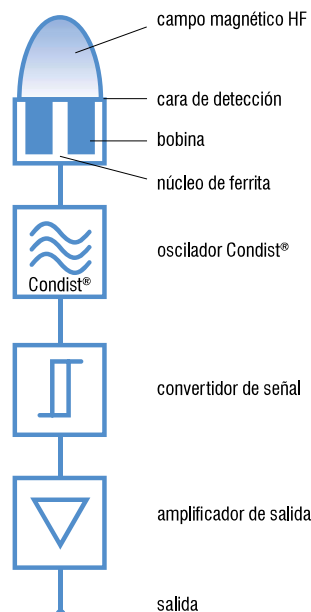 campo magnético HF
cara de detección
bobina
núcleo de ferrita
oscilador Condist®
Condist®
convertidor de señal
amplificador de salida
salida